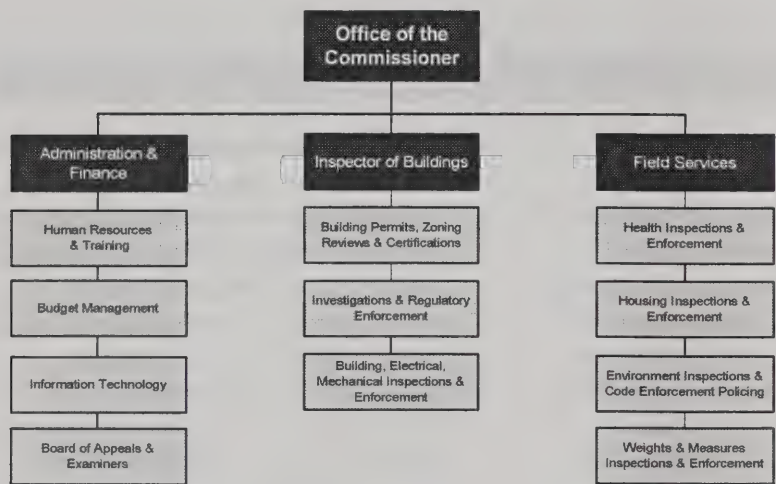 Office of the
Commissioner
Administration &
Finance
Human Resources
& Training
Budget Management
Information Technology
Board of Appeals &
Examiners
Inspector of Buildings
Building Permits, Zoning
Reviews & Certifications
Investigations & Regulatory
Enforcement
Building, Electrical,
Mechanical Inspections &
Enforcement
Field Services
Health Inspections &
Enforcement
Housing Inspections &
Enforcement
Environment Inspections &
Code Enforcement Policing
Weights & Measures
Inspections & Enforcement